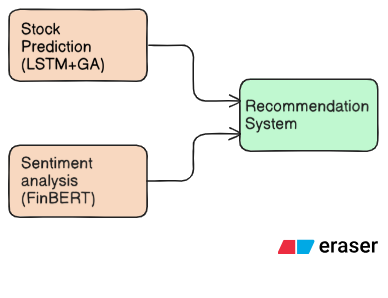 Stock
Prediction
(LSTM+GA)
Recommendation
System
Sentiment
analysis
(FinBERT)
eraser